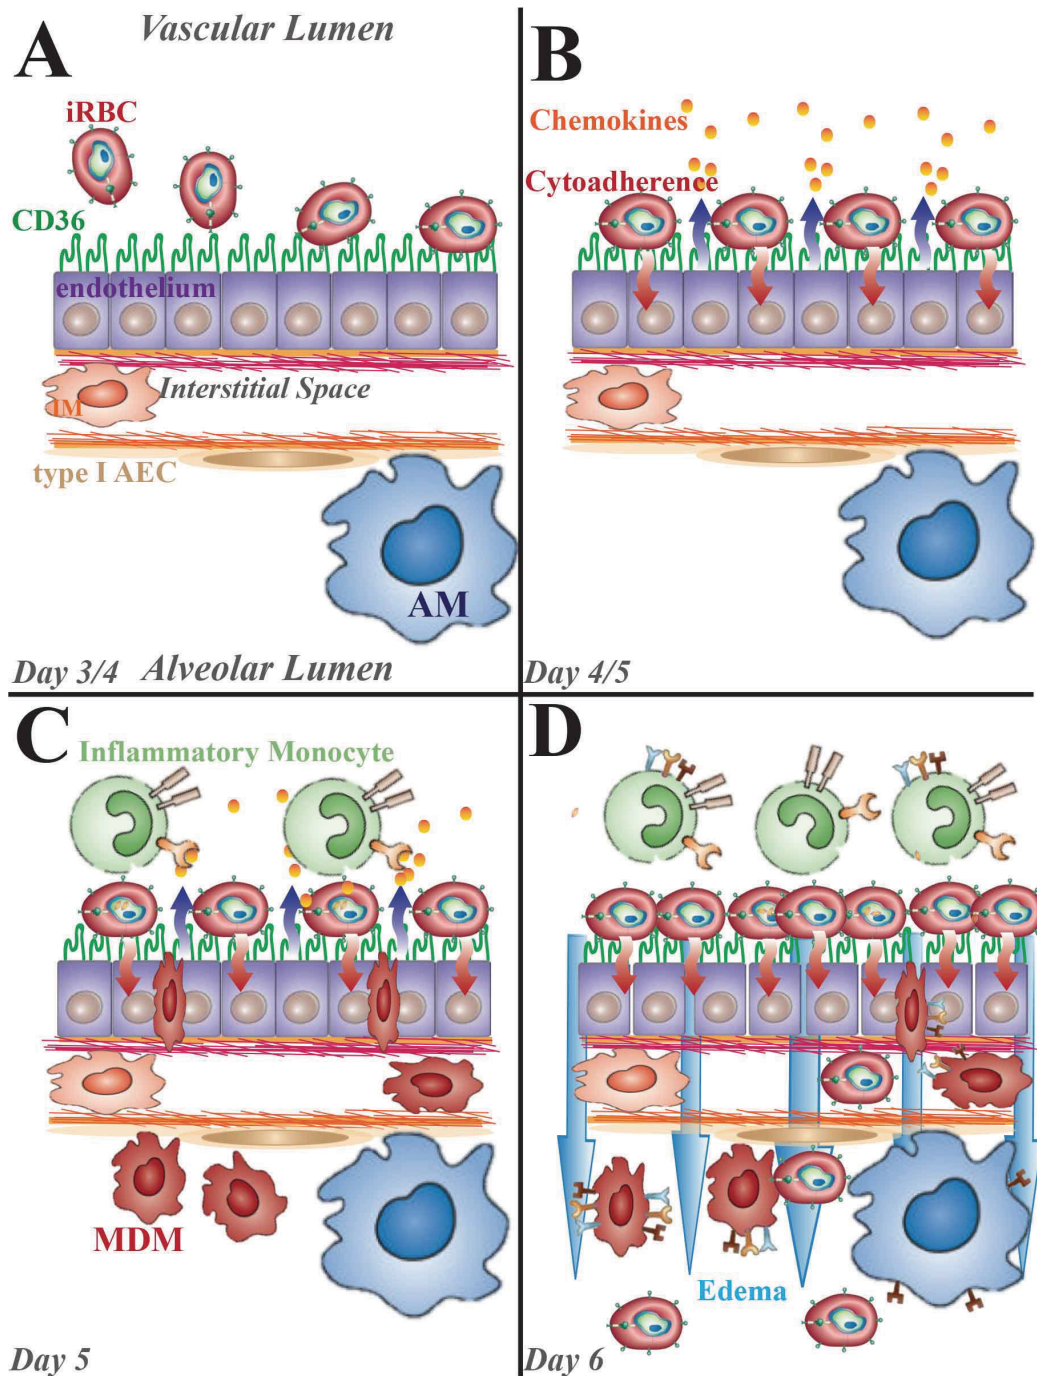 A
Vascular Lumen
iRBC
CD36
endothelium
Interstitial Space
IM
type I AEC
AM
Day 3/4
Alveolar Lumen
B
Chemokines
Cytoadherence
Day 4/5
C
Inflammatory Monocyte
MDM
Day 5
D
Edema
Day 6